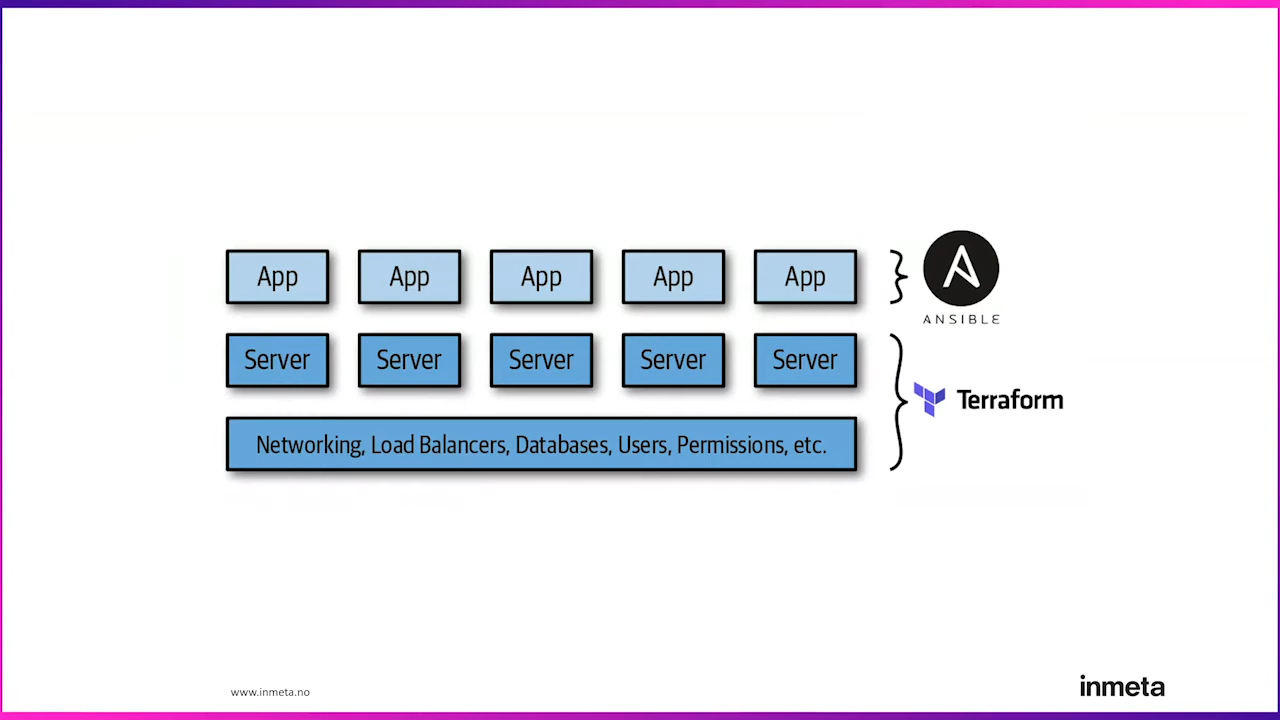 App App App App App
ANSIBLE
Server Server Server Server Server
Terraform
Networking, Load Balancers, Databases, Users, Permissions, etc.
www.inmeta.no
inmeta